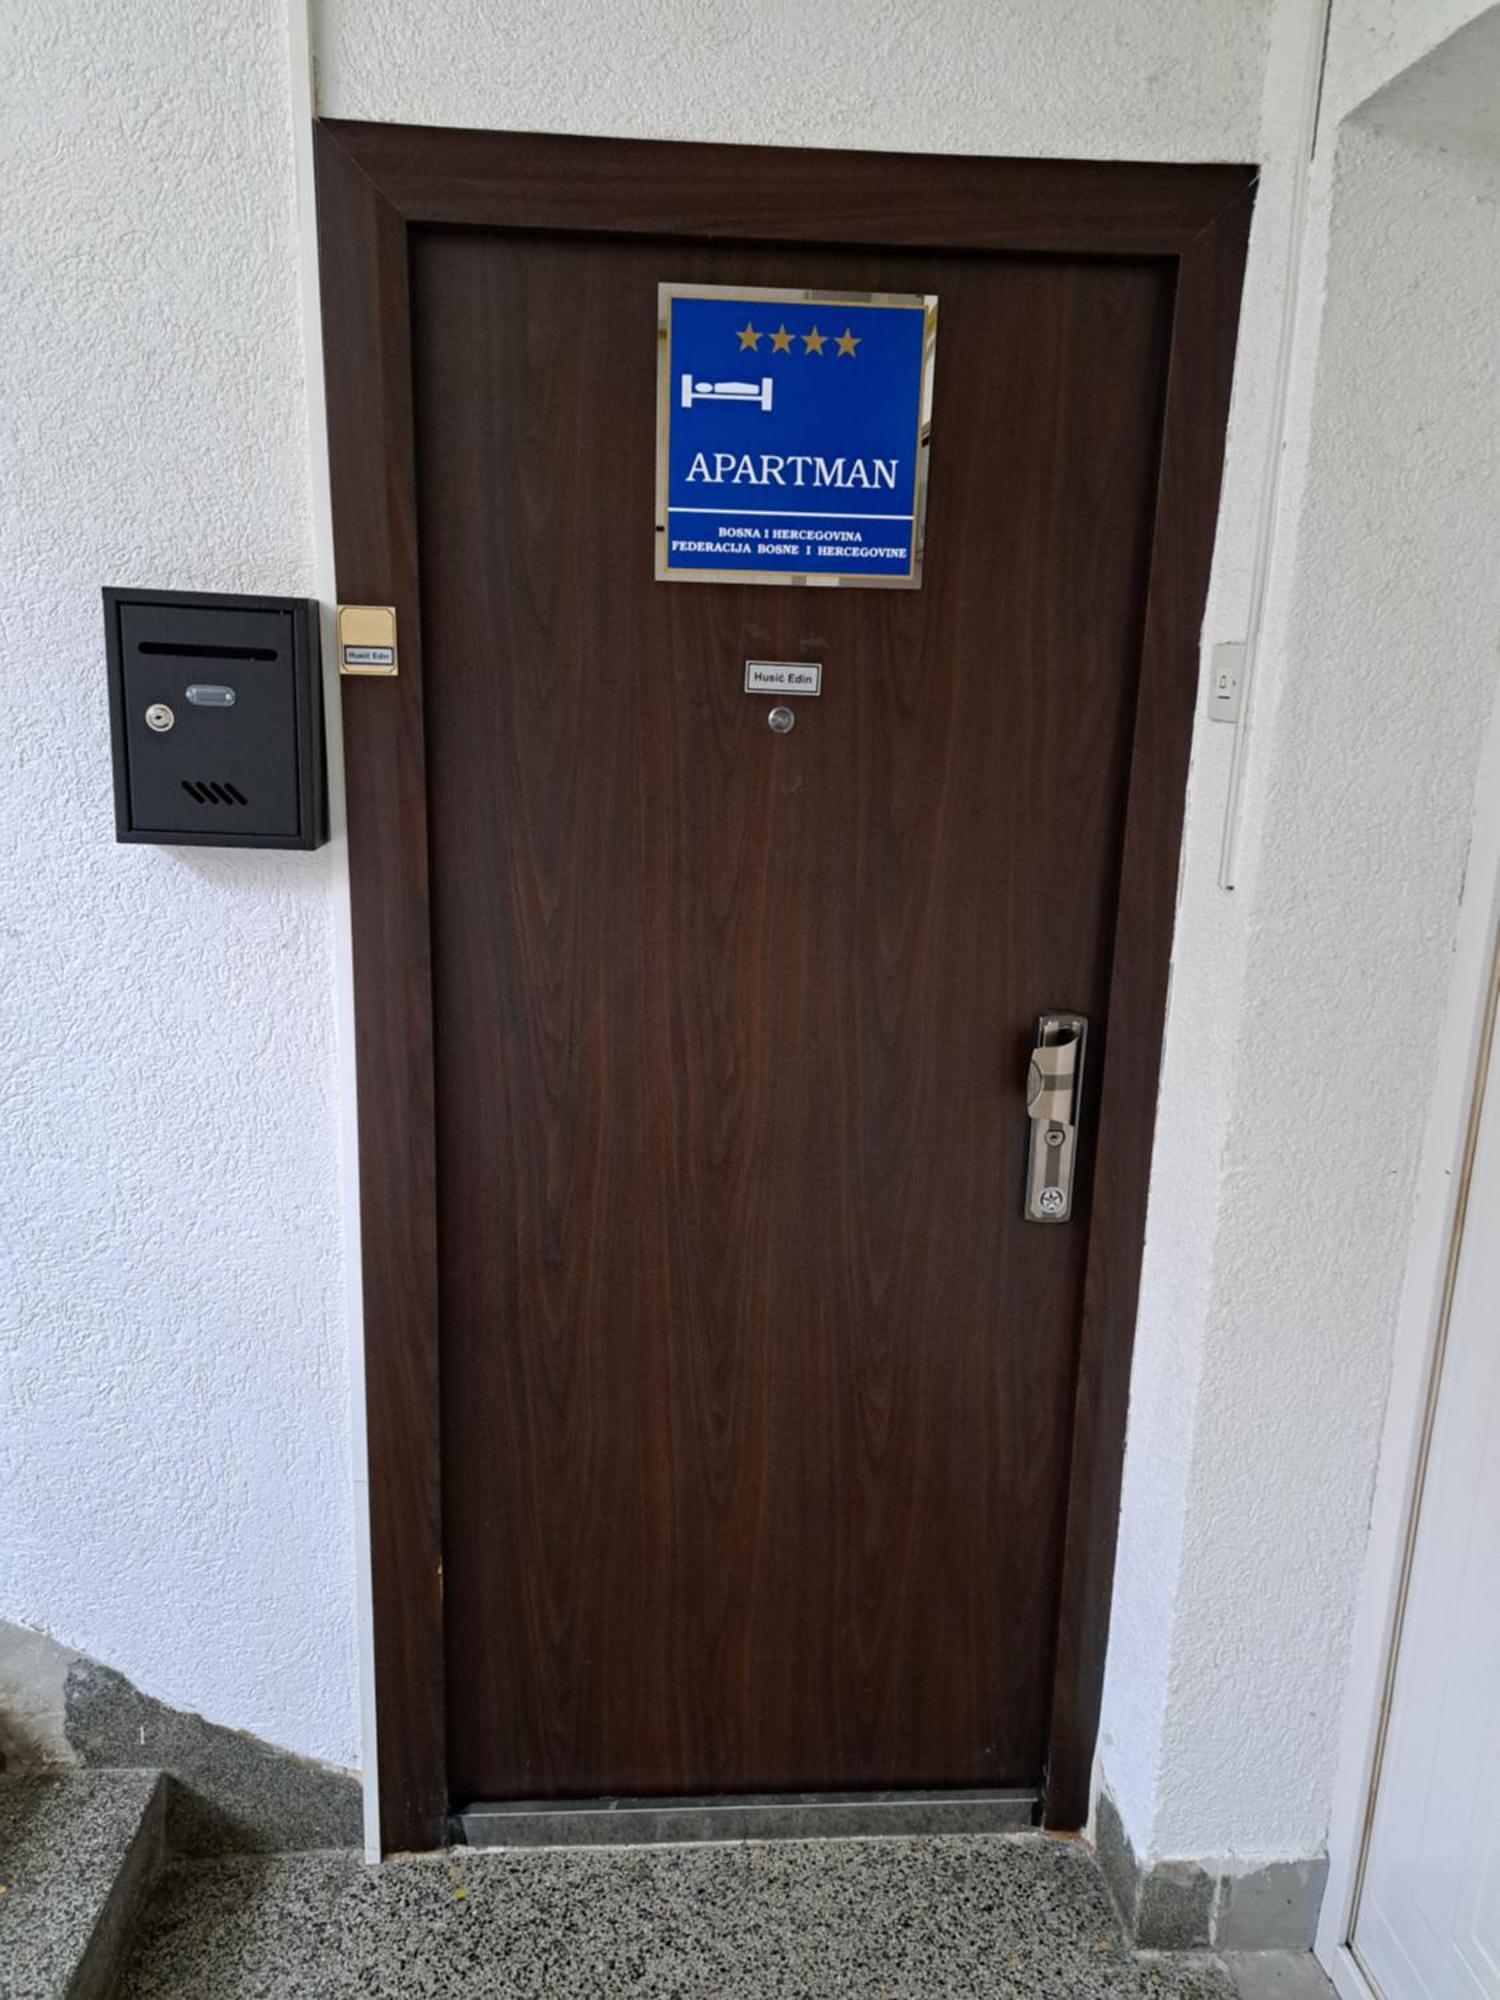 APARTMAN
BOSNA I HERCEGOVINA
FEDERACIJA BOSNE I HERCEGOVINE
Husić Edin
Husić Edin